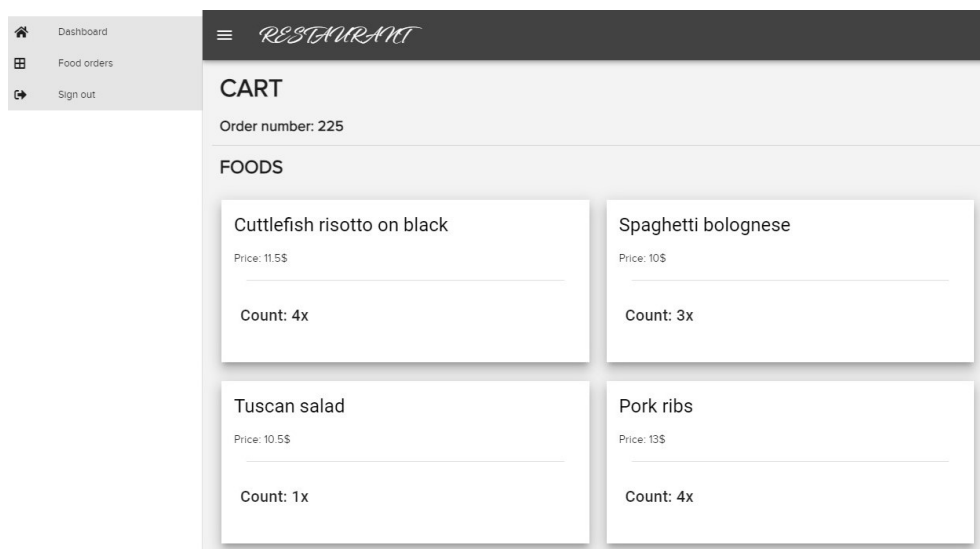 Dashboard
Food orders
Sign out
RESTAURANT
CART
Order number: 225
FOODS
Cuttlefish risotto on black
Price: 11.5$
Count: 4x
Spaghetti bolognese
Price: 10$
Count: 3x
Tuscan salad
Price: 10.5$
Count: 1x
Pork ribs
Price: 13$
Count: 4x